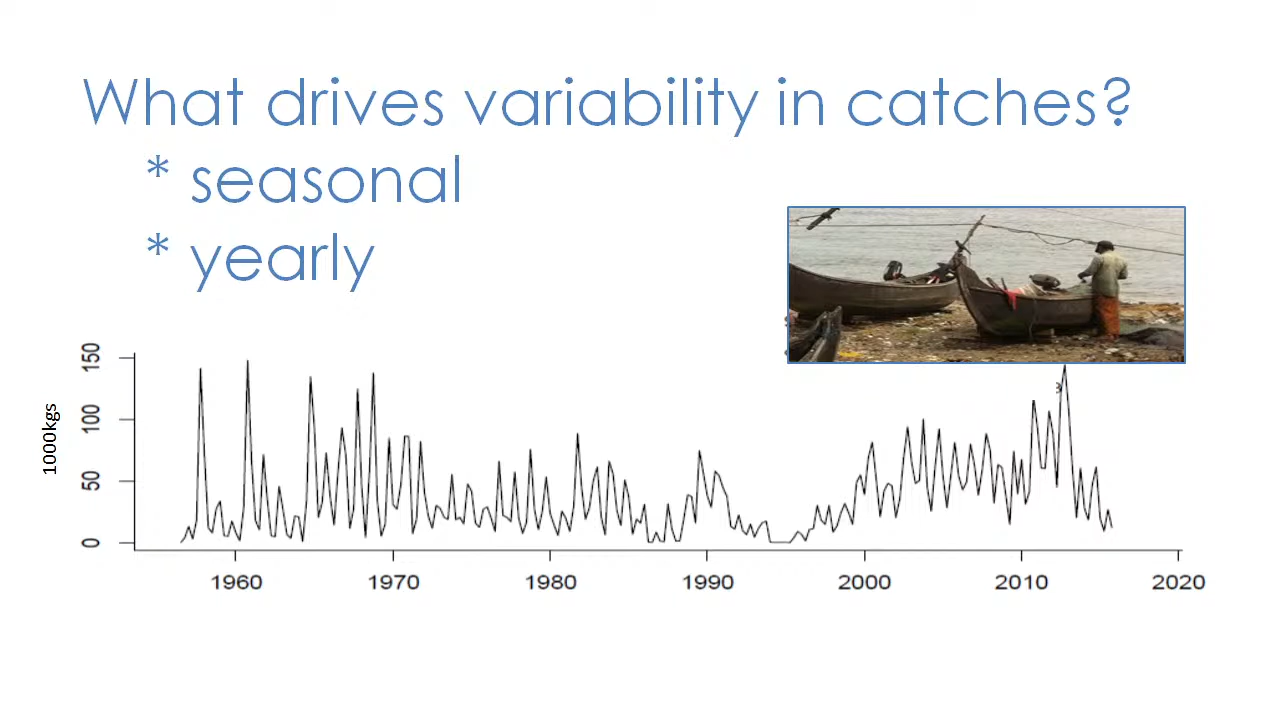 What drives variability in catches?
* seasonal
* yearly
1000kgs
150
100
50
0
1960 1970 1980 1990 2000 2010 2020